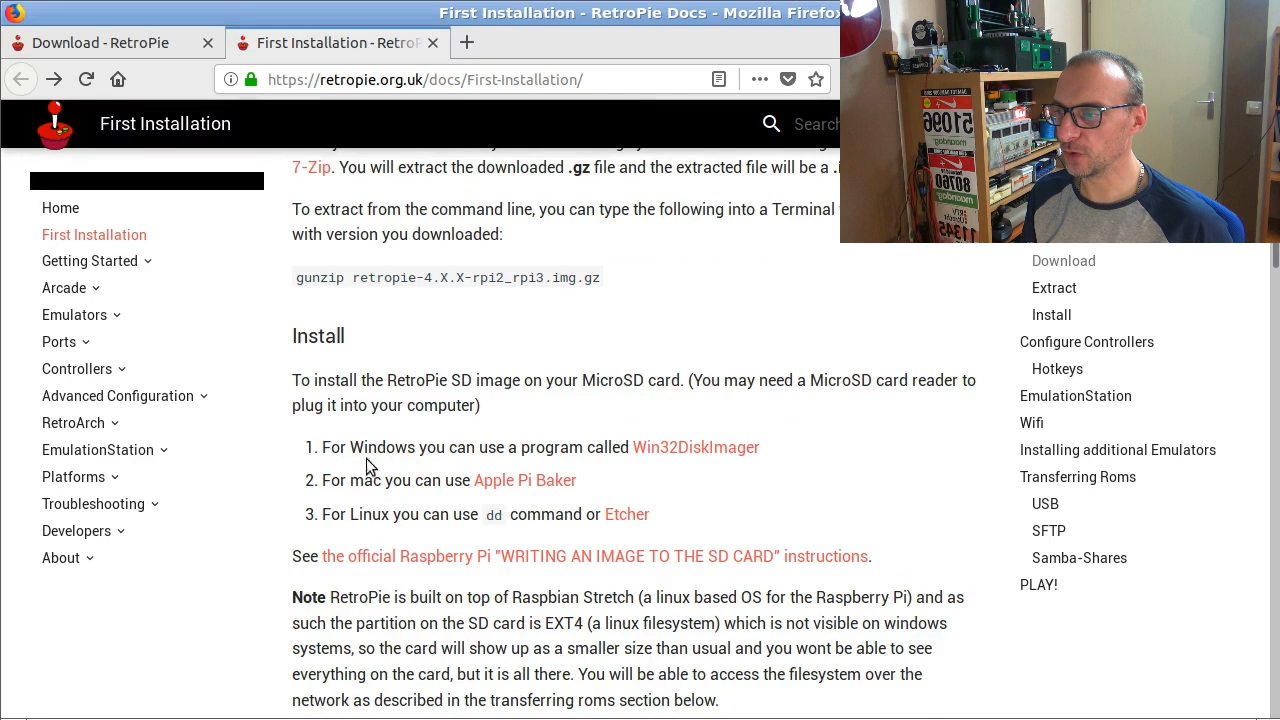 First Installation - RetroPie Docs - Mozilla Firefox
Download - RetroPie
First Installation - RetroP
https://retropie.org.uk/docs/First-Installation/
First Installation
Search
7-Zip. You will extract the downloaded .gz file and the extracted file will be a .i
To extract from the command line, you can type the following into a Terminal
with version you downloaded:
gunzip retropie-4.X.X-rpi2_rpi3.img.gz
Install
To install the RetroPie SD image on your MicroSD card. (You may need a MicroSD card reader to
plug it into your computer)
1. For Windows you can use a program called Win32DiskImager
2. For mac you can use Apple Pi Baker
3. For Linux you can use dd command or Etcher
See the official Raspberry Pi "WRITING AN IMAGE TO THE SD CARD" instructions.
Note RetroPie is built on top of Raspbian Stretch (a linux based OS for the Raspberry Pi) and as
such the partition on the SD card is EXT4 (a linux filesystem) which is not visible on windows
systems, so the card will show up as a smaller size than usual and you wont be able to see
everything on the card, but it is all there. You will be able to access the filesystem over the
network as described in the transferring roms section below.
Home
First Installation
Getting Started
Arcade
Emulators
Ports
Controllers
Advanced Configuration
RetroArch
EmulationStation
Platforms
Troubleshooting
Developers
About
Download
Extract
Install
Configure Controllers
Hotkeys
EmulationStation
Wifi
Installing additional Emulators
Transferring Roms
USB
SFTP
Samba-Shares
PLAY!
51096
80760
11345